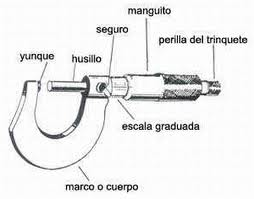 manguito
seguro
perilla del trinquete
yunque
husillo
escala graduada
marco o cuerpo